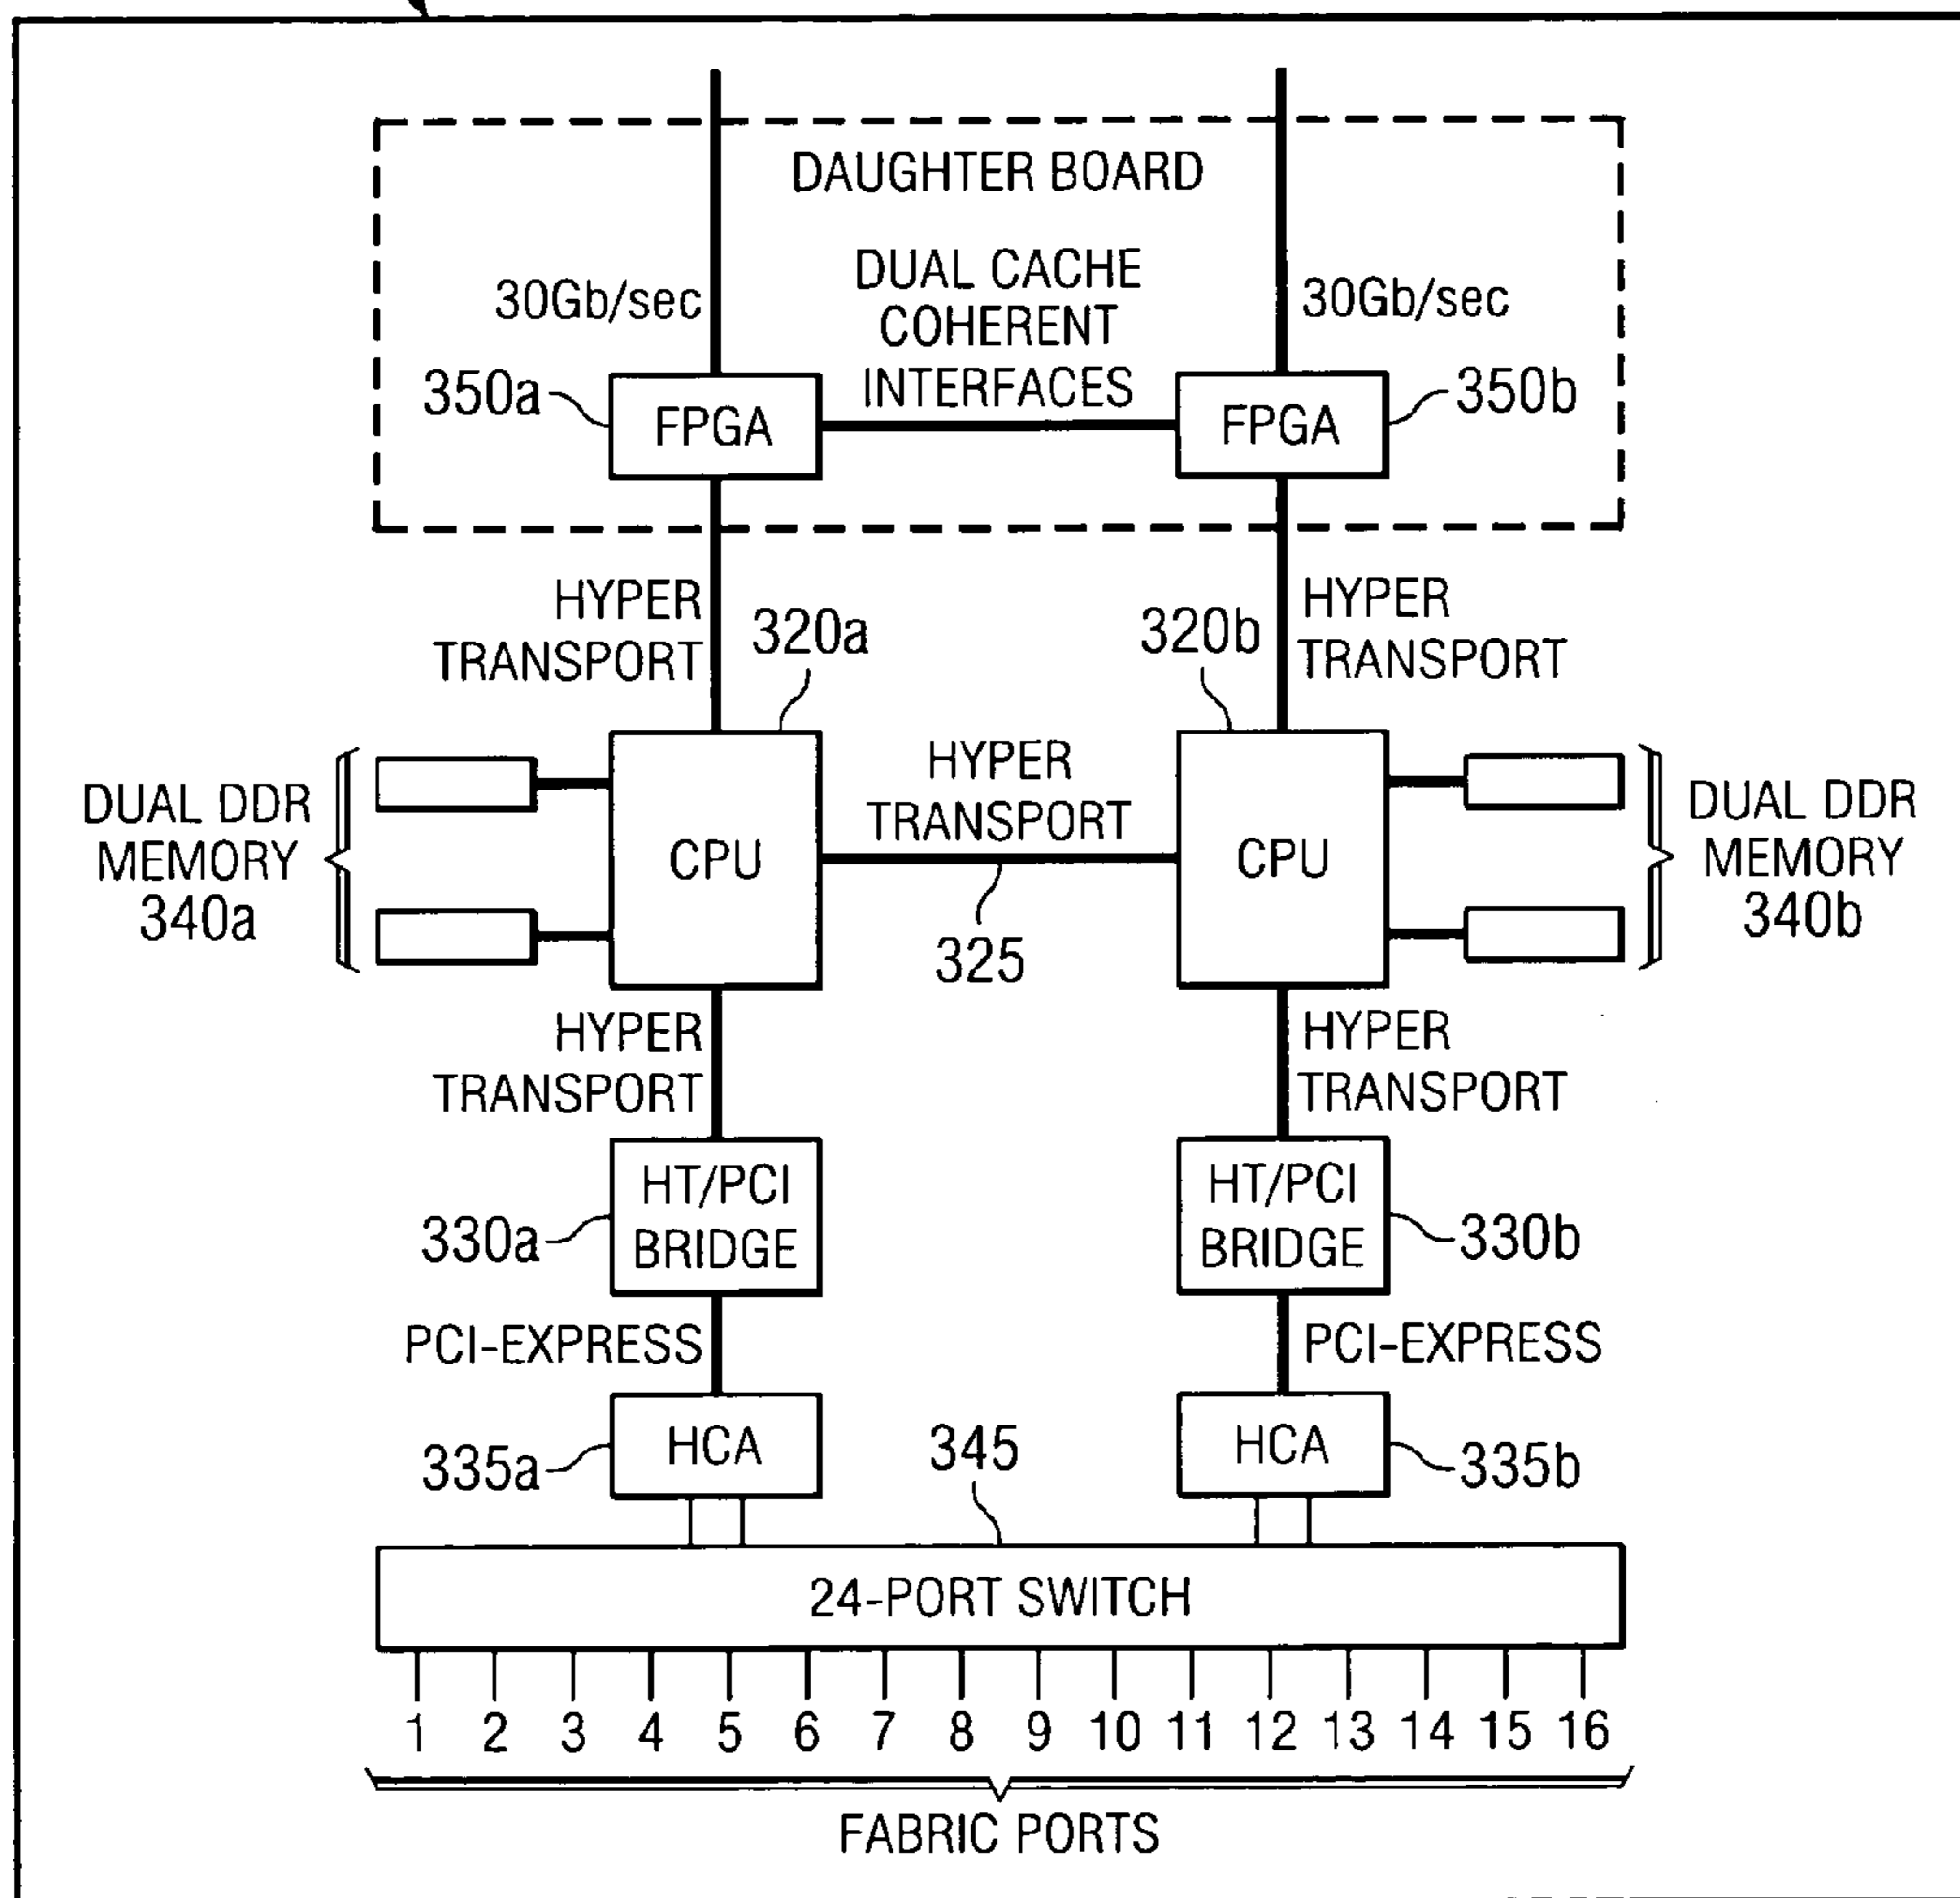 DAUGHTER BOARD
DUAL CACHE
COHERENT
INTERFACES
30Gb/sec
30Gb/sec
350a
FPGA
FPGA
350b
HYPER
TRANSPORT
320a
320b
HYPER
TRANSPORT
DUAL DDR
MEMORY
340a
CPU
HYPER
TRANSPORT
325
CPU
DUAL DDR
MEMORY
340b
HYPER
TRANSPORT
HYPER
TRANSPORT
330a
HT/PCI
BRIDGE
HT/PCI
BRIDGE
330b
PCI-EXPRESS
PCI-EXPRESS
335a
HCA
345
HCA
335b
24-PORT SWITCH
1 2 3 4 5 6 7 8 9 10 11 12 13 14 15 16
FABRIC PORTS